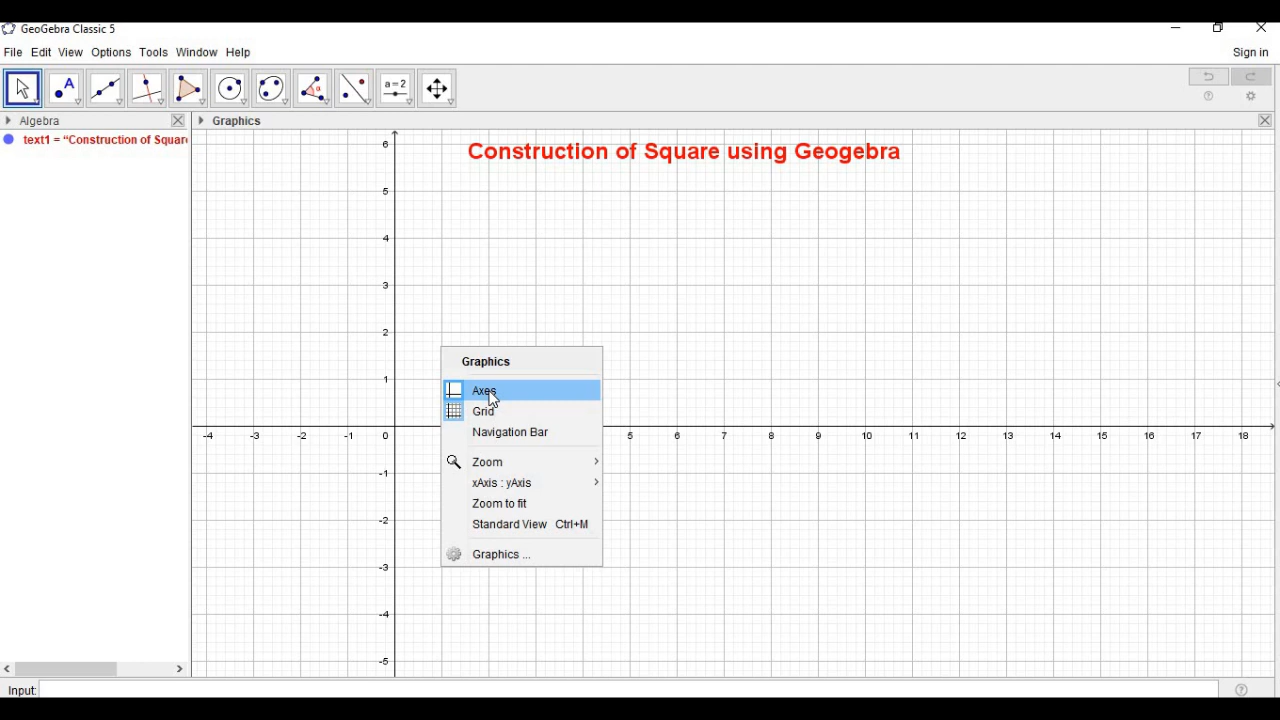 GeoGebra Classic 5
File Edit View Options Tools Window Help
Sign in
A
α
a=2
Algebra
Graphics
text1 = “Construction of Square
Construction of Square using Geogebra
6
5
4
3
2
1
Graphics
Axes
Grid
Navigation Bar
Zoom
xAxis : yAxis
Zoom to fit
Standard View Ctrl+M
Graphics ...
-4 -3 -2 -1 0 5 6 7 8 9 10 11 12 13 14 15 16 17 18
-1
-2
-3
-4
-5
Input: